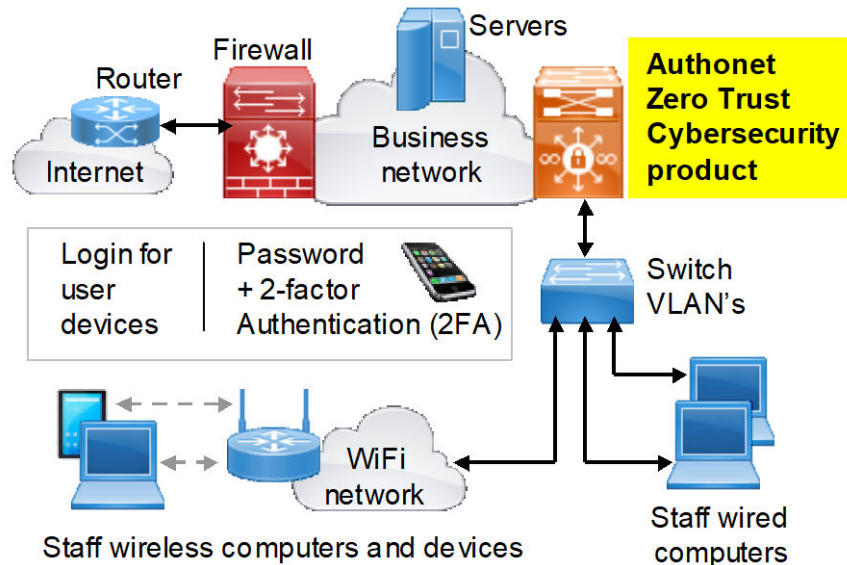 Firewall
Servers
Router
Internet
Business
network
Authonet
Zero Trust
Cybersecurity
product
Login for
user
devices
Password
+ 2-factor
Authentication (2FA)
Switch
VLAN's
WiFi
network
Staff wireless computers and devices
Staff wired
computers